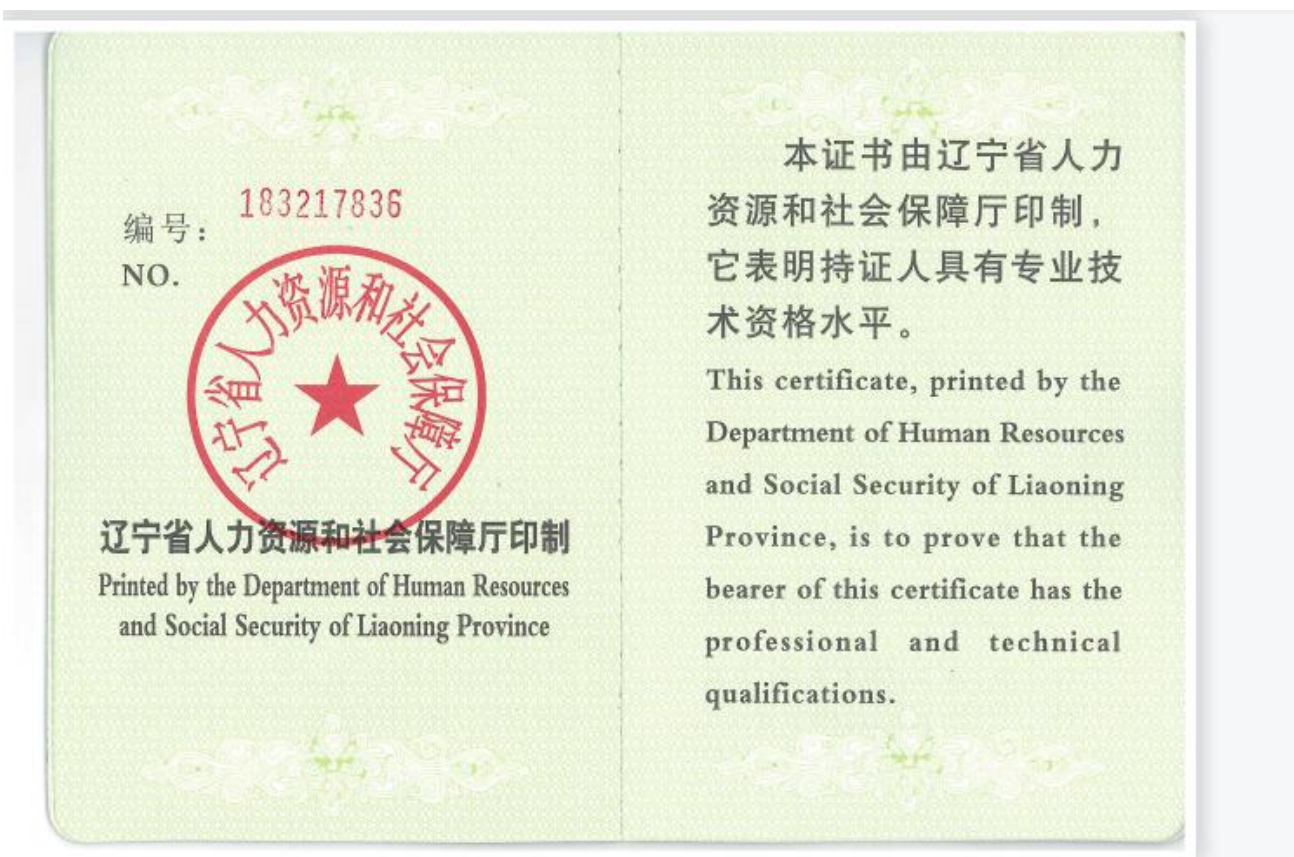 编号：
183217836
NO.
辽宁省人力资源和社会保障厅
辽宁省人力资源和社会保障厅印制
Printed by the Department of Human Resources
and Social Security of Liaoning Province
本证书由辽宁省人力
资源和社会保障厅印制，
它表明持证人具有专业技
术资格水平。
This certificate, printed by the
Department of Human Resources
and Social Security of Liaoning
Province, is to prove that the
bearer of this certificate has the
professional and technical
qualifications.